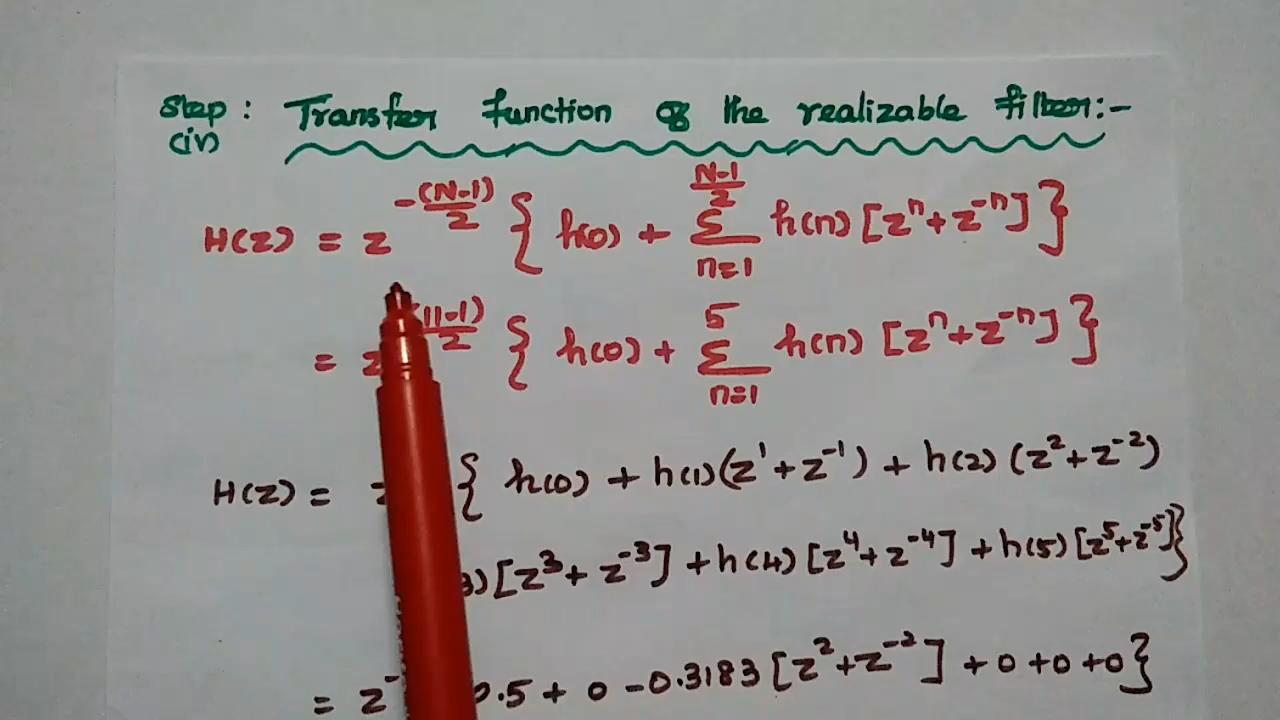 Step (iv) : Transfer function of the realizable filter:-
H(z) = z^{-(N-1)/2} { h(0) + Σ_{n=1}^{(N-1)/2} h(n) [z^n + z^{-n}] }
= z (11-1)/2 { h(0) + Σ_{n=1}^{5} h(n) [z^n + z^{-n}] }
H(z) = z { h(0) + h(1)(z^1 + z^{-1}) + h(2) (z^2 + z^{-2})
3) [z^3 + z^{-3}] + h(4) [z^4 + z^{-4}] + h(5) [z^5 + z^{-5}] }
= z^- 0.5 + 0 - 0.3183 [z^2 + z^{-2}] + 0 + 0 + 0 }